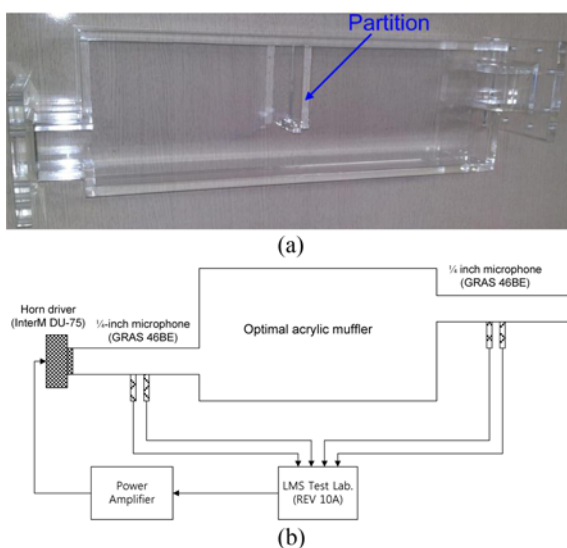 Partition
(a)
Horn driver
(InterM DU-75)
¼-inch microphone
(GRAS 46BE)
¼ inch microphone
(GRAS 46BE)
Optimal acrylic muffler
Power
Amplifier
LMS Test Lab.
(REV 10A)
(b)